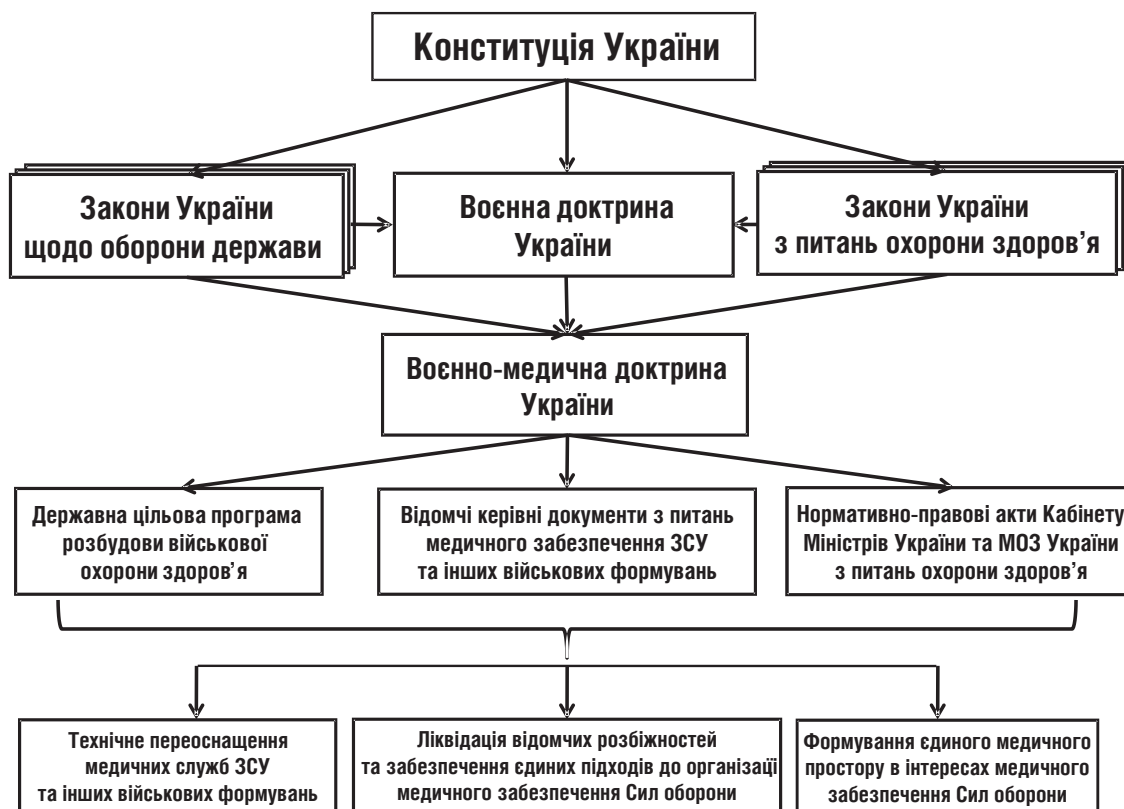 Конституція України
Закони України
щодо оборони держави
Воєнна доктрина
України
Закони України
з питань охорони здоров’я
Воєнно-медична доктрина
України
Державна цільова програма
розбудови військової
охорони здоров’я
Відомчі керівні документи з питань
медичного забезпечення ЗСУ
та інших військових формувань
Нормативно-правові акти Кабінету
Міністрів України та МОЗ України
з питань охорони здоров’я
Технічне переоснащення
медичних служб ЗСУ
та інших військових формувань
Ліквідація відомчих розбіжностей
та забезпечення єдиних підходів до організації
медичного забезпечення Сил оборони
Формування єдиного медичного
простору в інтересах медичного
забезпечення Сил оборони